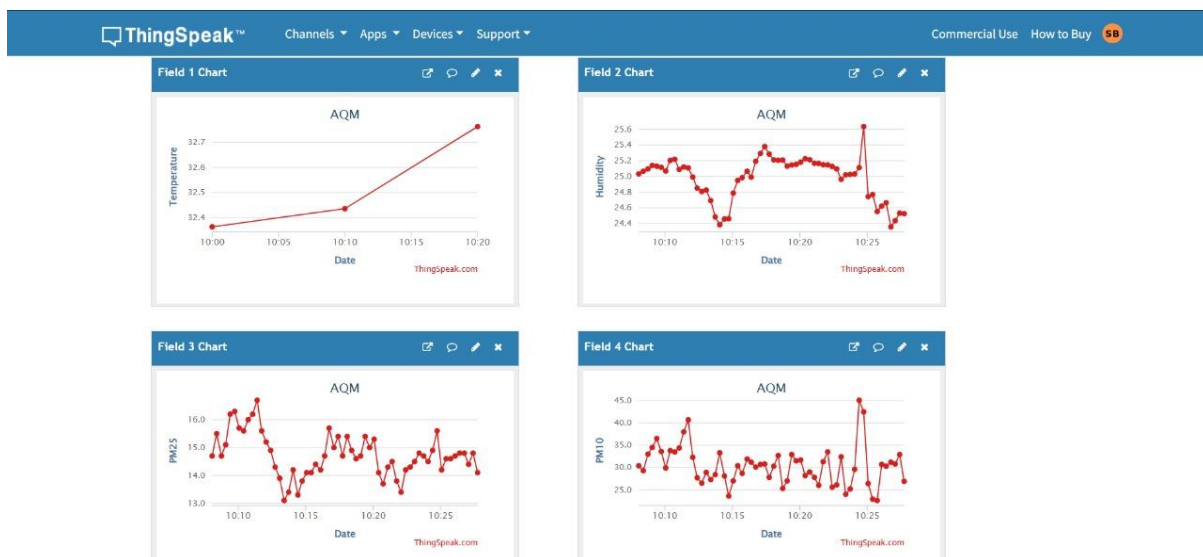 ThingSpeak™ Channels Apps Devices Support Commercial Use How to Buy SB
Field 1 Chart
AQM
Temperature
32.7
32.6
32.5
32.4
10:00 10:05 10:10 10:15 10:20
Date
ThingSpeak.com
Field 2 Chart
AQM
Humidity
25.6
25.4
25.2
25.0
24.8
24.6
24.4
10:10 10:15 10:20 10:25
Date
ThingSpeak.com
Field 3 Chart
AQM
PM25
16.0
15.0
14.0
13.0
10:10 10:15 10:20 10:25
Date
ThingSpeak.com
Field 4 Chart
AQM
PM10
45.0
40.0
35.0
30.0
25.0
10:10 10:15 10:20 10:25
Date
ThingSpeak.com